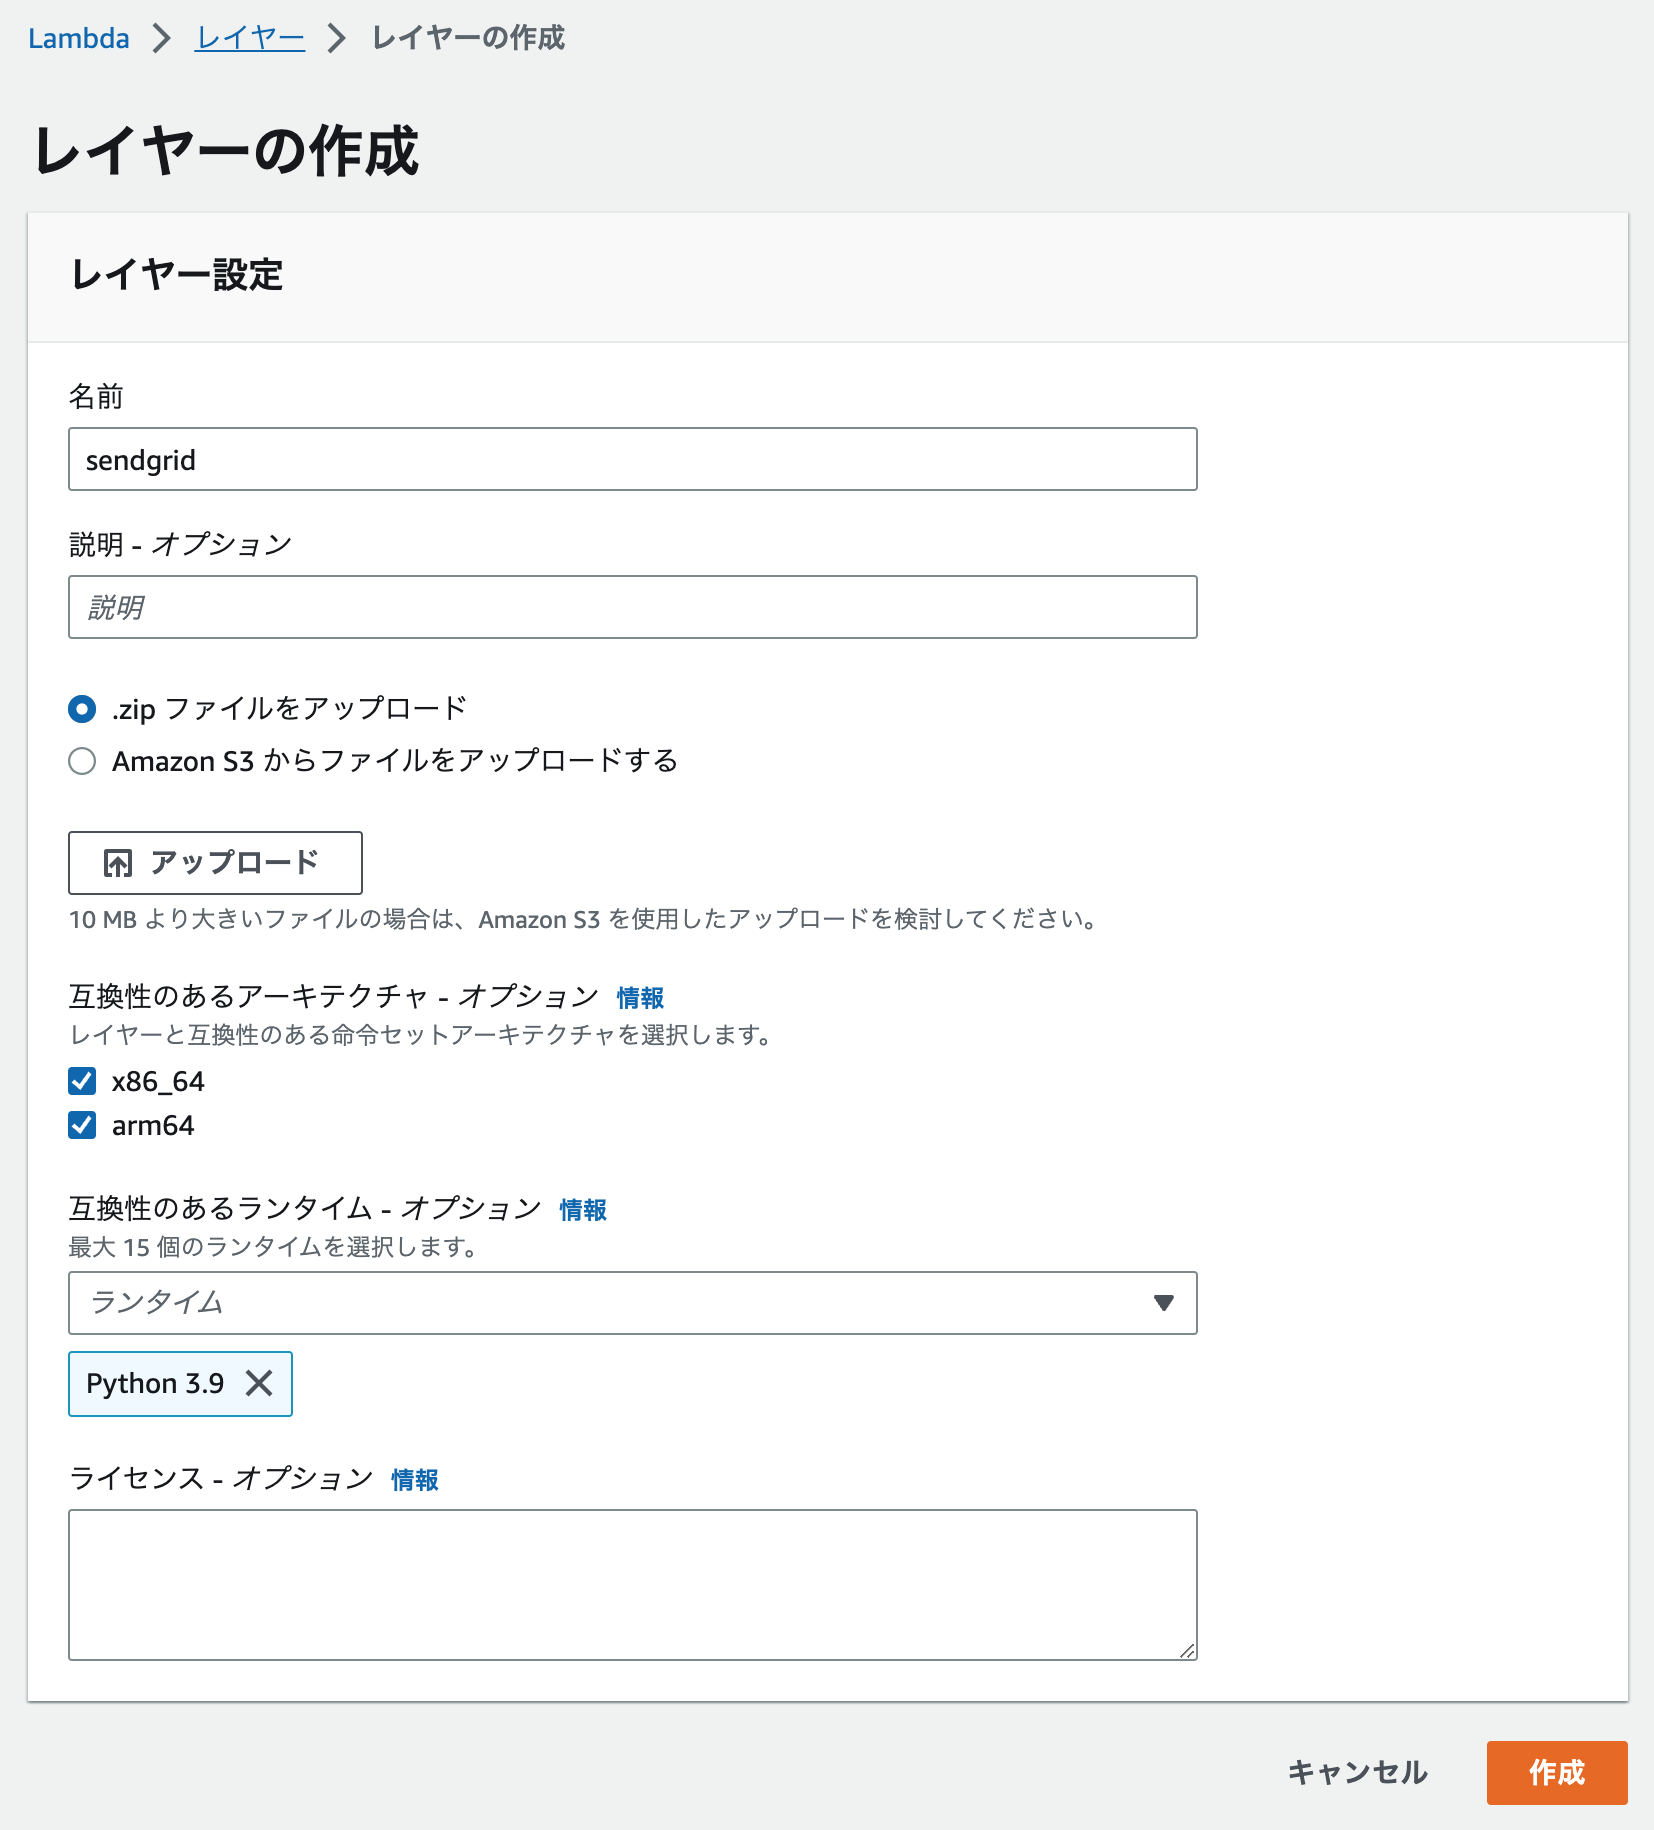 Lambda > レイヤー > レイヤーの作成
レイヤーの作成
レイヤー設定
名前
sendgrid
説明 - オプション
説明
.zip ファイルをアップロード
Amazon S3 からファイルをアップロードする
アップロード
10 MB より大きいファイルの場合は、Amazon S3 を使用したアップロードを検討してください。
互換性のあるアーキテクチャ - オプション 情報
レイヤーと互換性のある命令セットアーキテクチャを選択します。
x86_64
arm64
互換性のあるランタイム - オプション 情報
最大 15 個のランタイムを選択します。
ランタイム
Python 3.9
ライセンス - オプション 情報
キャンセル 作成